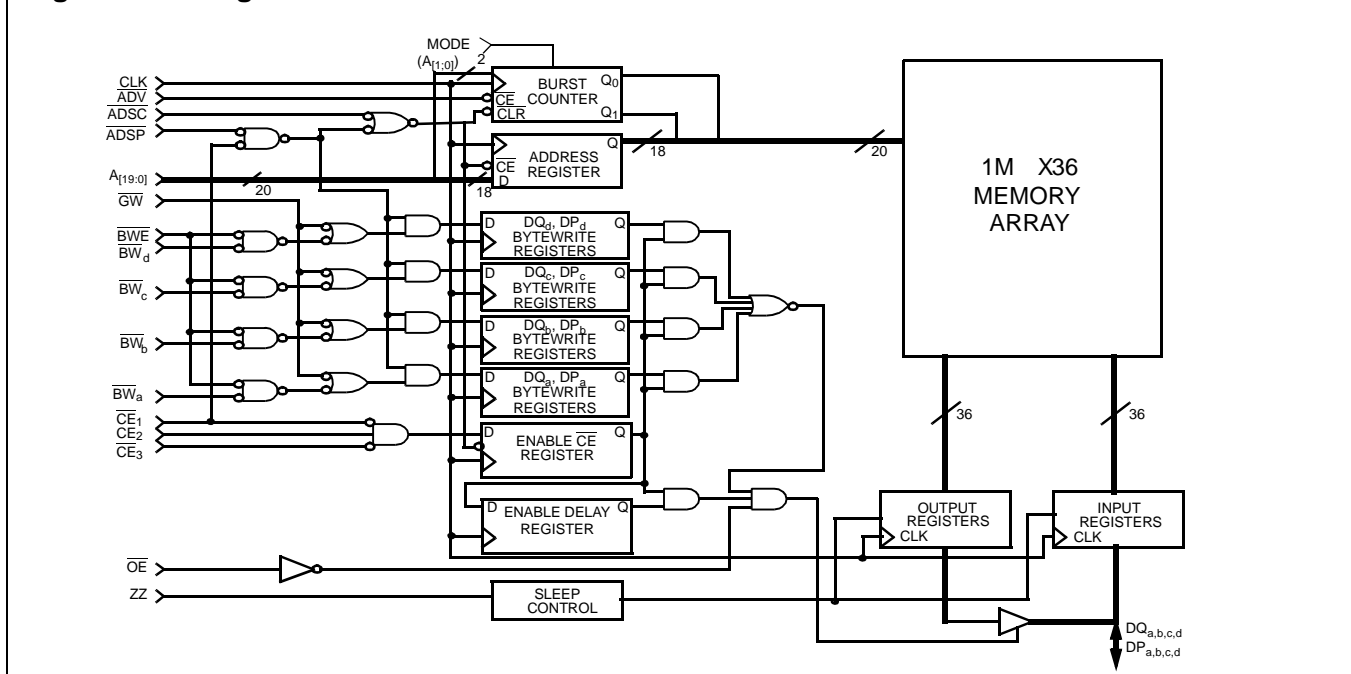 MODE
(A[1;0]) 2
CLK
ADV
ADSC
ADSP
BURST COUNTER
CE
CLR
Q0
Q1
ADDRESS REGISTER
CE
D
Q
18
20
A[19:0]
20
18
GW
BWE
BWd
BWc
BWb
BWa
CE1
CE2
CE3
D DQd, DPd Q
BYTEWRITE
REGISTERS
D DQc, DPc Q
BYTEWRITE
REGISTERS
D DQb, DPb Q
BYTEWRITE
REGISTERS
D DQa, DPa Q
BYTEWRITE
REGISTERS
D ENABLE CE Q
REGISTER
D ENABLE DELAY Q
REGISTER
OE
ZZ
SLEEP
CONTROL
1M X36
MEMORY
ARRAY
36
36
OUTPUT
REGISTERS
CLK
INPUT
REGISTERS
CLK
DQa,b,c,d
DPa,b,c,d